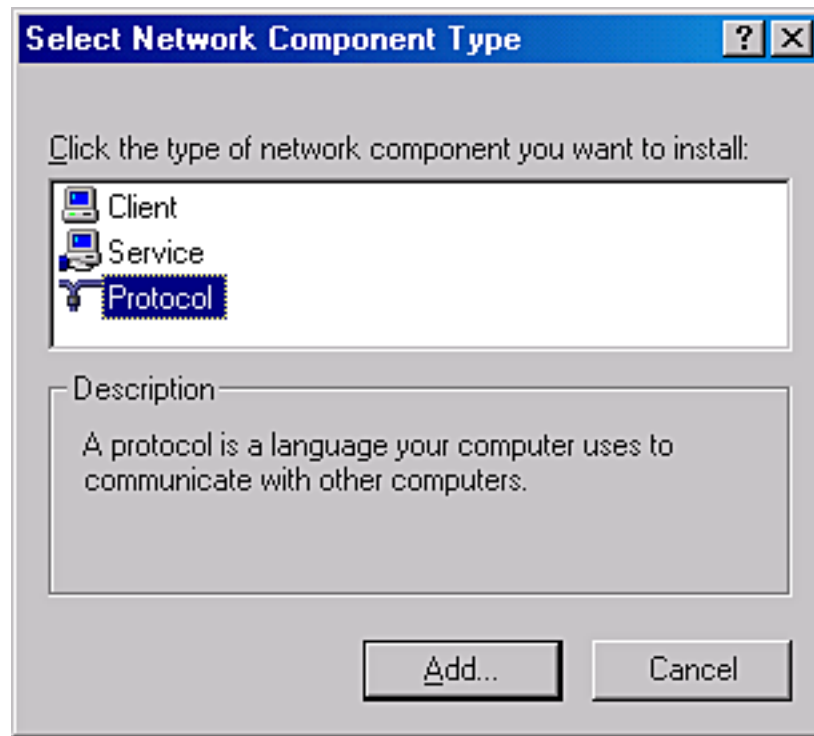 Select Network Component Type
Click the type of network component you want to install:
Client
Service
Protocol
Description
A protocol is a language your computer uses to
communicate with other computers.
Add...
Cancel